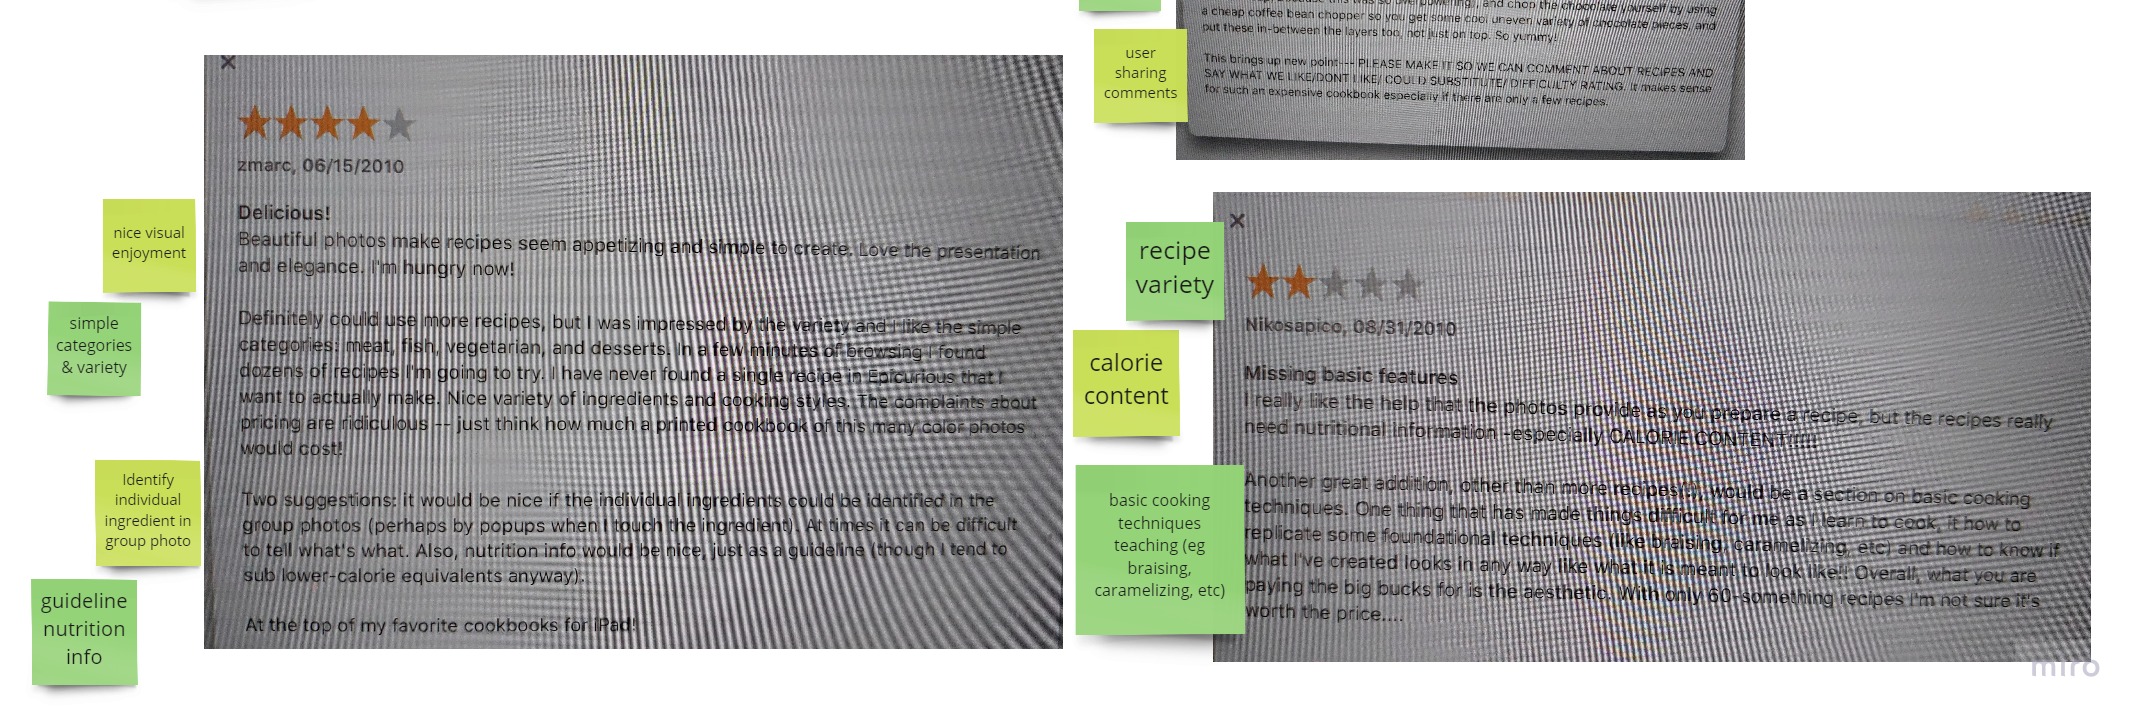 and chop the chocolate yourself by using
a cheap coffee bean chopper so you get some cool uneven variety of chocolate pieces, and
put these in-between the layers too, not just on top. So yummy!
user
sharing
comments
This brings up new point--- PLEASE MAKE IT SO WE CAN COMMENT ABOUT RECIPES AND
SAY WHAT WE LIKE/DONT LIKE/ COULD SUBSTITUTE/ DIFFICULTY RATING. It makes sense
for such an expensive cookbook especially if there are only a few recipes.
nice visual
enjoyment
simple
categories
& variety
Identify
individual
ingredient in
group photo
guideline
nutrition
info
zmarc, 06/15/2010
Delicious!
Beautiful photos make recipes seem appetizing and simple to create. Love the presentation
and elegance. I'm hungry now!
Definitely could use more recipes, but I was impressed by the variety and I like the simple
categories: meat, fish, vegetarian, and desserts. In a few minutes of browsing I found
dozens of recipes I'm going to try. I have never found a single recipe in Epicurious that I
want to actually make. Nice variety of ingredients and cooking styles. The complaints about
pricing are ridiculous -- just think how much a printed cookbook of this many color photos
would cost!
Two suggestions: it would be nice if the individual ingredients could be identified in the
group photos (perhaps by popups when I touch the ingredient). At times it can be difficult
to tell what's what. Also, nutrition info would be nice, just as a guideline (though I tend to
sub lower-calorie equivalents anyway).
At the top of my favorite cookbooks for iPad!
recipe
variety
calorie
content
basic cooking
techniques
teaching (eg
braising,
caramelizing, etc)
Nikosapico, 08/31/2010
Missing basic features
I really like the help that the photos provide as you prepare a recipe, but the recipes really
need nutritional information -especially CALORIE CONTENT!!!!!
Another great addition, other than more recipes(!), would be a section on basic cooking
techniques. One thing that has made things difficult for me as I learn to cook, it how to
replicate some foundational techniques (like braising, caramelizing, etc) and how to know if
what I've created looks in any way like what it is meant to look like!! Overall, what you are
paying the big bucks for is the aesthetic. With only 60-something recipes I'm not sure it's
worth the price....
miro